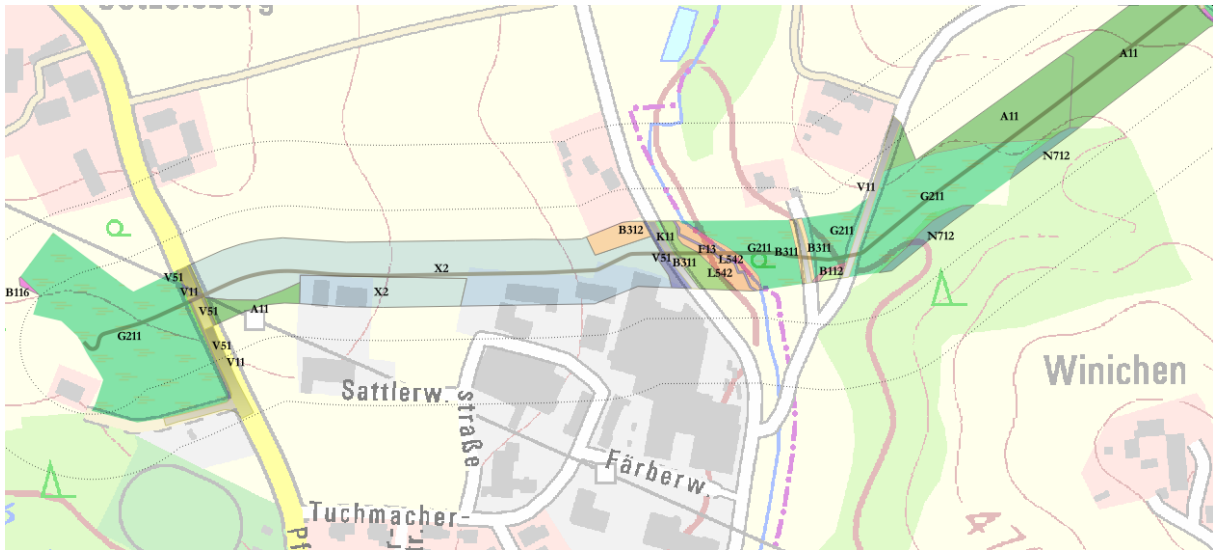 A11
A11
N712
V11
G211
B312
K11
G211
N712
F13
G211
B311
B311
V51
B311
L542
L542
B112
X2
V51
V11
X2
B116
A11
V51
G211
V51
V11
Winichen
Sattlerw.
straße
Färberw.
Tuchmacher-